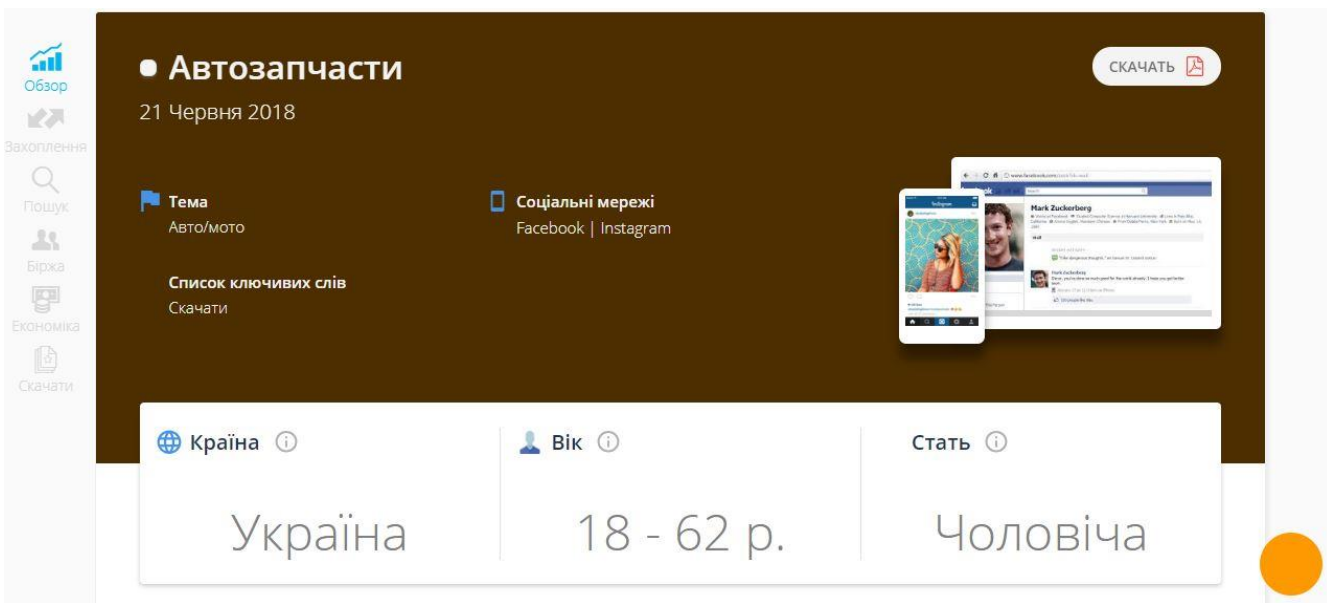 Обзор
Захоплення
Пошук
Біржа
Економіка
Скачати
Автозапчасти
СКАЧАТЬ
21 Червня 2018
Тема
Авто/мото
Соціальні мережі
Facebook | Instagram
Список ключивих слів
Скачати
Instagram
Mark Zuckerberg
Країна
Вік
Стать
Україна
18 - 62 р.
Чоловіча